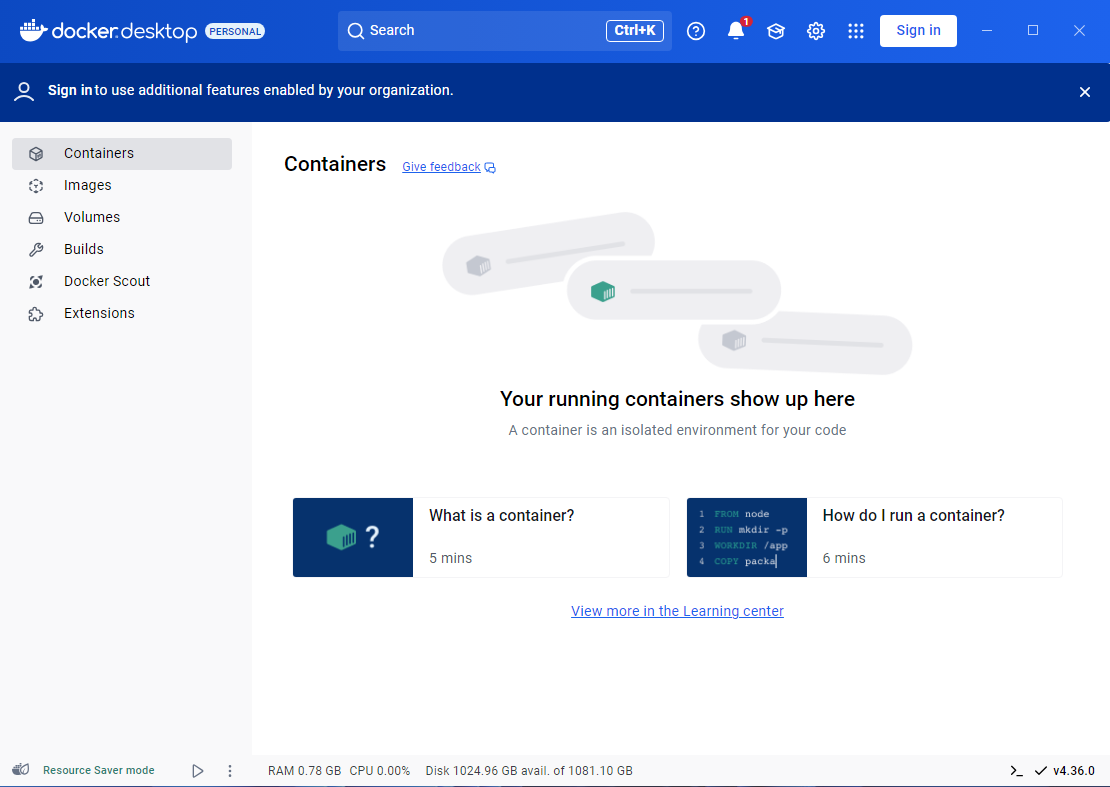 docker.desktop PERSONAL
Search Ctrl+K
1
Sign in
Sign in to use additional features enabled by your organization.
Containers
Images
Volumes
Builds
Docker Scout
Extensions
Containers Give feedback
Your running containers show up here
A container is an isolated environment for your code
?
What is a container?
5 mins
1 FROM node
2 RUN mkdir -p
3 WORKDIR /app
4 COPY packa
How do I run a container?
6 mins
View more in the Learning center
Resource Saver mode
RAM 0.78 GB CPU 0.00% Disk 1024.96 GB avail. of 1081.10 GB
v4.36.0